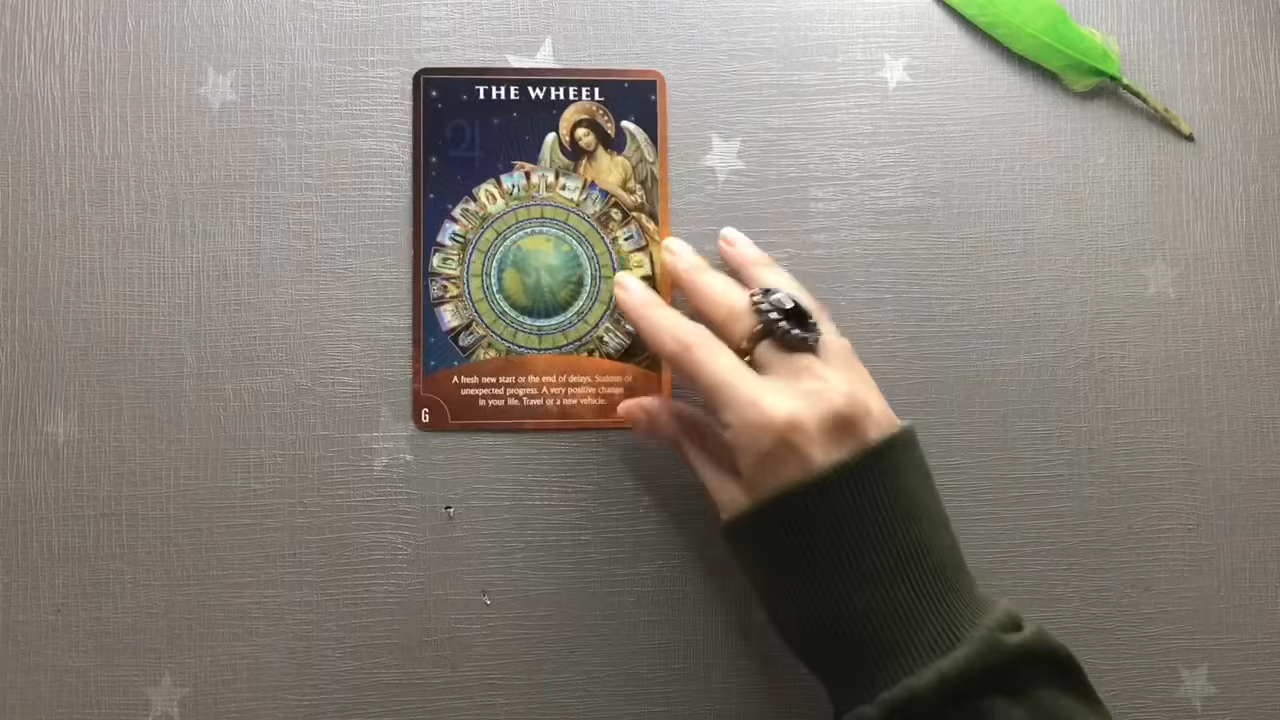 THE WHEEL
A fresh new start or the end of delays. Sudden or
unexpected progress. A very positive change
in your life. Travel or a new vehicle.
G